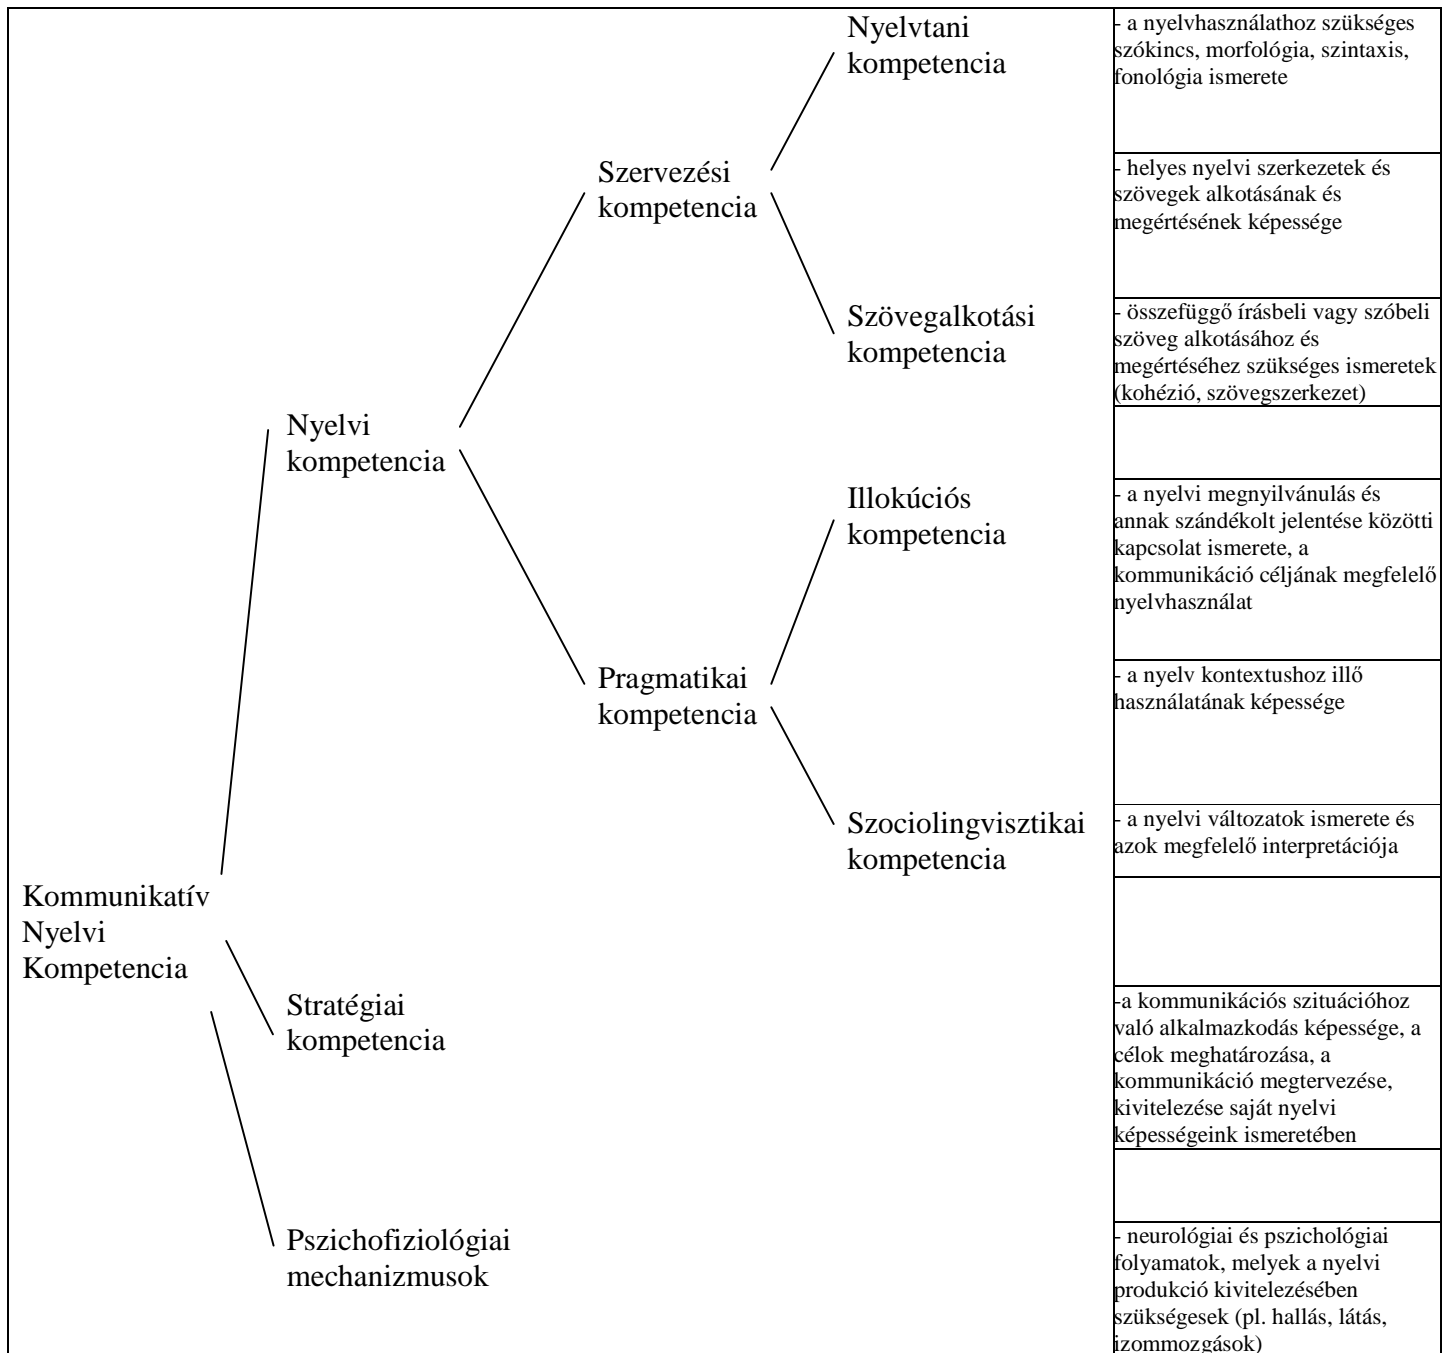 Nyelvtani
kompetencia
- a nyelvhasználathoz szükséges
szókincs, morfológia, szintaxis,
fonológia ismerete
Szervezési
kompetencia
- helyes nyelvi szerkezetek és
szövegek alkotásának és
megértésének képessége
Szövegalkotási
kompetencia
- összefüggő írásbeli vagy szóbeli
szöveg alkotásához és
megértéséhez szükséges ismeretek
(kohézió, szövegszerkezet)
Nyelvi
kompetencia
Illokúciós
kompetencia
- a nyelvi megnyilvánulás és
annak szándékolt jelentése közötti
kapcsolat ismerete, a
kommunikáció céljának megfelelő
nyelvhasználat
Pragmatikai
kompetencia
- a nyelv kontextushoz illő
használatának képessége
Szociolingvisztikai
kompetencia
- a nyelvi változatok ismerete és
azok megfelelő interpretációja
Kommunikatív
Nyelvi
Kompetencia
Stratégiai
kompetencia
-a kommunikációs szituációhoz
való alkalmazkodás képessége, a
célok meghatározása, a
kommunikáció megtervezése,
kivitelezése saját nyelvi
képességeink ismeretében
Pszichofiziológiai
mechanizmusok
- neurológiai és pszichológiai
folyamatok, melyek a nyelvi
produkció kivitelezésében
szükségesek (pl. hallás, látás,
izommozgások)